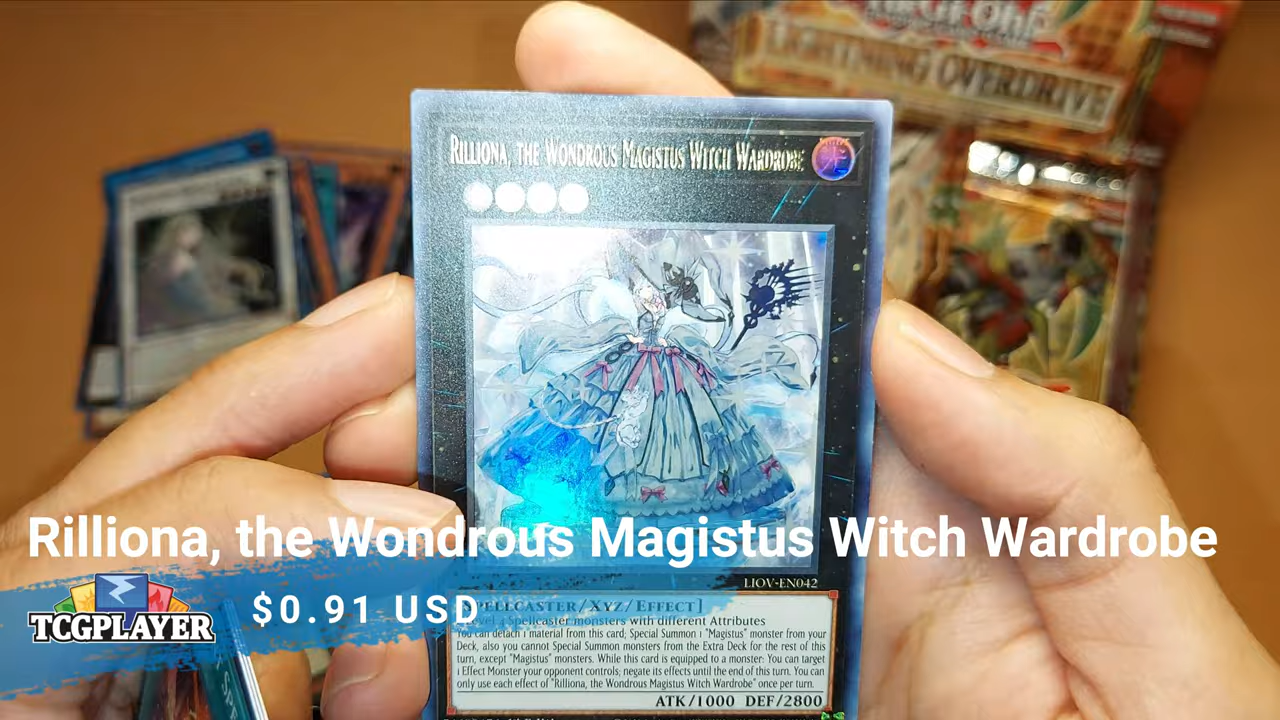 Yu-Gi-Oh!
LIGHTNING OVERDRIVE
RILLIONA, THE WONDROUS MAGISTUS WITCH WARDROBE
Rilliona, the Wondrous Magistus Witch Wardrobe
LIOV-EN042
TCGPLAYER
$0.91 USD
[SPELLCASTER/XYZ/EFFECT]
Level 4 Spellcaster monsters with different Attributes
You can detach 1 material from this card; Special Summon 1 "Magistus" monster from your
Deck, also you cannot Special Summon monsters from the Extra Deck for the rest of this
turn, except "Magistus" monsters. While this card is equipped to a monster: You can target
1 Effect Monster your opponent controls; negate its effects until the end of this turn. You can
only use each effect of "Rilliona, the Wondrous Magistus Witch Wardrobe" once per turn.
ATK/1000 DEF/2800